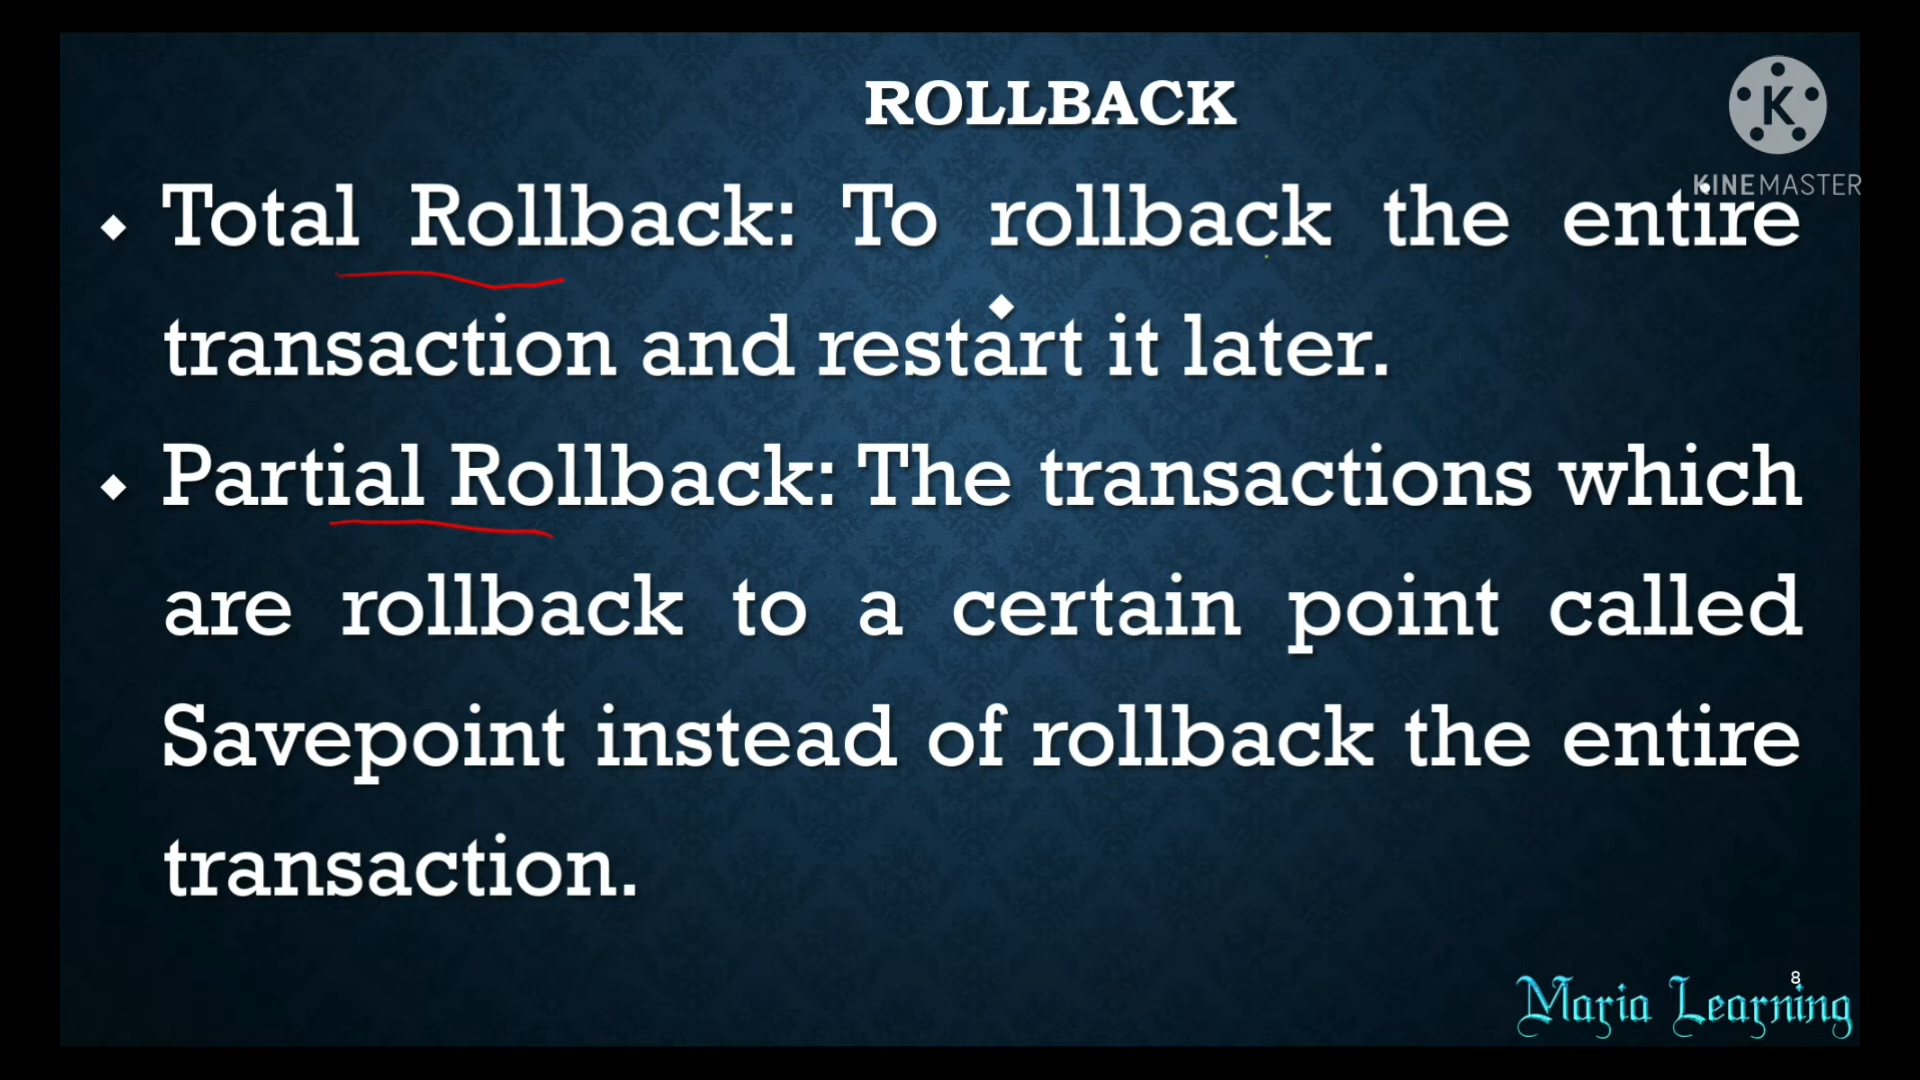 ROLLBACK
KINEMASTER
Total Rollback: To rollback the entire
transaction and restart it later.
Partial Rollback: The transactions which
are rollback to a certain point called
Savepoint instead of rollback the entire
transaction.
8
Maria Learning